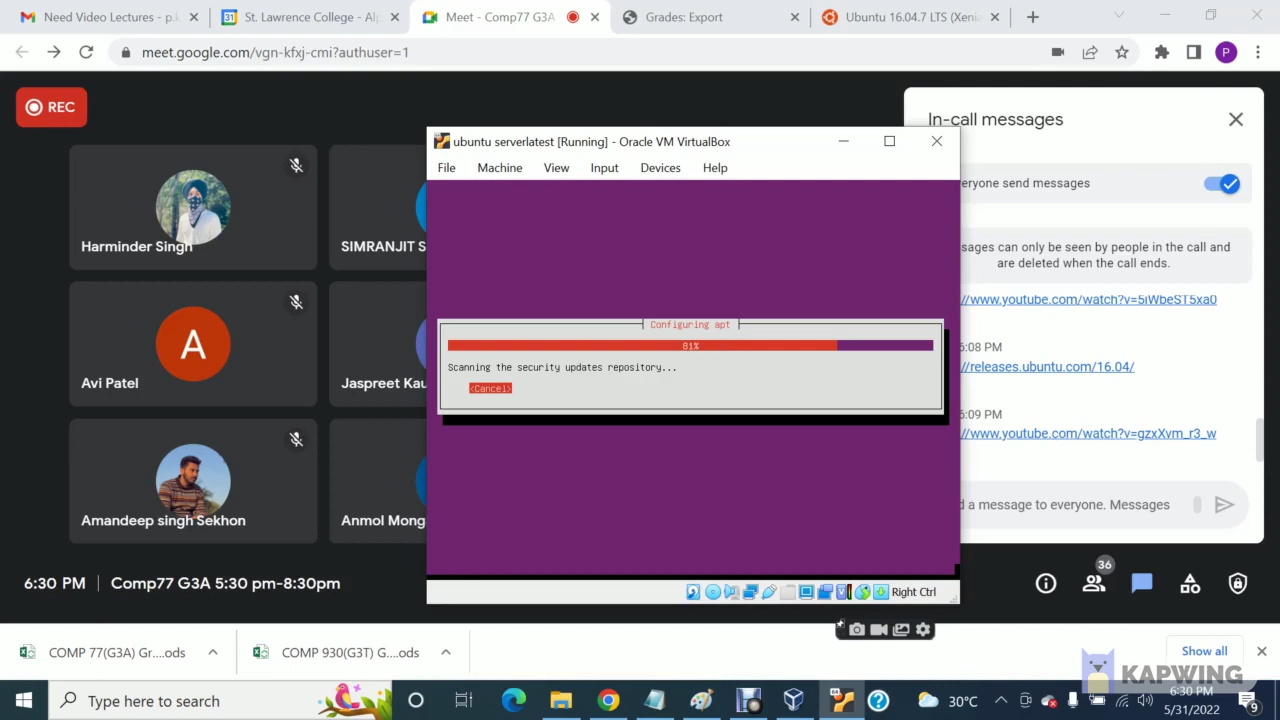 Need Video Lectures - p.k
St. Lawrence College - Al
Meet - Comp77 G3A
Grades: Export
Ubuntu 16.04.7 LTS (Xeni
meet.google.com/vgn-kfxj-cmi?authuser=1
P
REC
In-call messages
ubuntu serverlatest [Running] - Oracle VM VirtualBox
File Machine View Input Devices Help
eryone send messages
Harminder Singh
SIMRANJIT S
sages can only be seen by people in the call and
are deleted when the call ends.
//www.youtube.com/watch?v=5iWbeST5xa0
Configuring apt
81%
Scanning the security updates repository...
<Cancel>
6:08 PM
//releases.ubuntu.com/16.04/
A
Avi Patel
Jaspreet Kau
6:09 PM
//www.youtube.com/watch?v=gzxXvm_r3_w
Amandeep singh Sekhon
Anmol Mong
d a message to everyone. Messages
6:30 PM | Comp77 G3A 5:30 pm-8:30pm
36
Right Ctrl
COMP 77(G3A) Gr....ods
COMP 930(G3T) G....ods
Show all
KAPWING
Type here to search
30°C
6:30 PM
5/31/2022
9